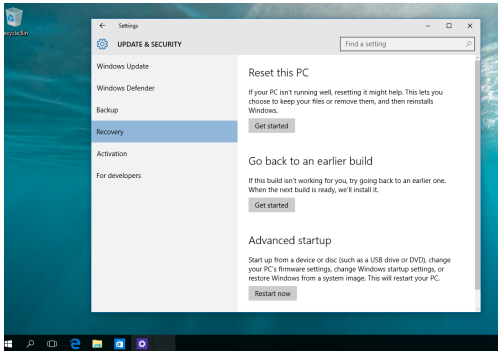 Recycle Bin
Settings
UPDATE & SECURITY
Find a setting
Windows Update
Windows Defender
Backup
Recovery
Activation
For developers
Reset this PC
If your PC isn't running well, resetting it might help. This lets you
choose to keep your files or remove them, and then reinstalls
Windows.
Get started
Go back to an earlier build
If this build isn't working for you, try going back to an earlier one.
When the next build is ready, we'll install it.
Get started
Advanced startup
Start up from a device or disc (such as a USB drive or DVD), change
your PC's firmware settings, change Windows startup settings, or
restore Windows from a system image. This will restart your PC.
Restart now